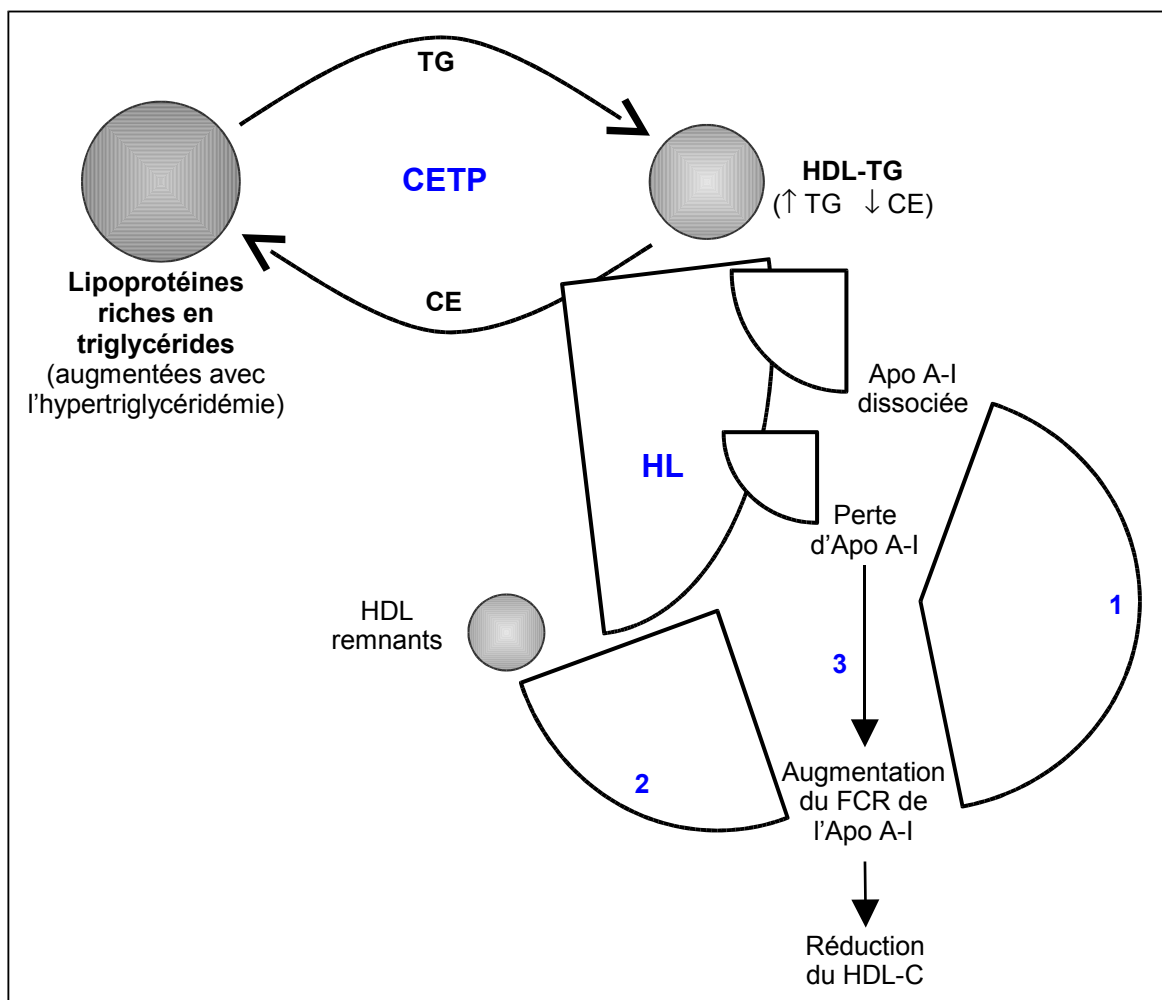 TG
CETP
HDL-TG
(↑ TG ↓ CE)
Lipoprotéines
riches en
triglycérides
(augmentées avec
l'hypertriglycéridémie)
CE
Apo A-I
dissociée
HL
Perte
d'Apo A-I
HDL
remnants
1
3
2
Augmentation
du FCR de
l'Apo A-I
Réduction
du HDL-C